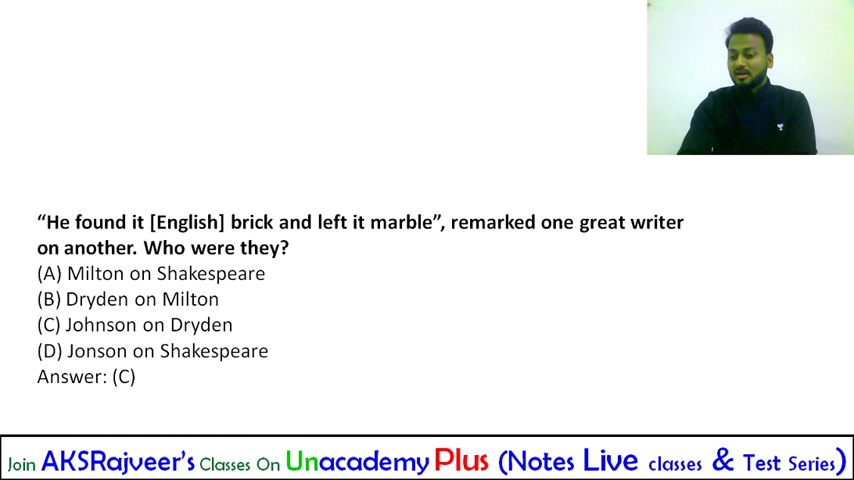 “He found it [English] brick and left it marble”, remarked one great writer
on another. Who were they?
(A) Milton on Shakespeare
(B) Dryden on Milton
(C) Johnson on Dryden
(D) Jonson on Shakespeare
Answer: (C)
Join AKSRajveer’s Classes On Unacademy Plus (Notes Live classes & Test Series)